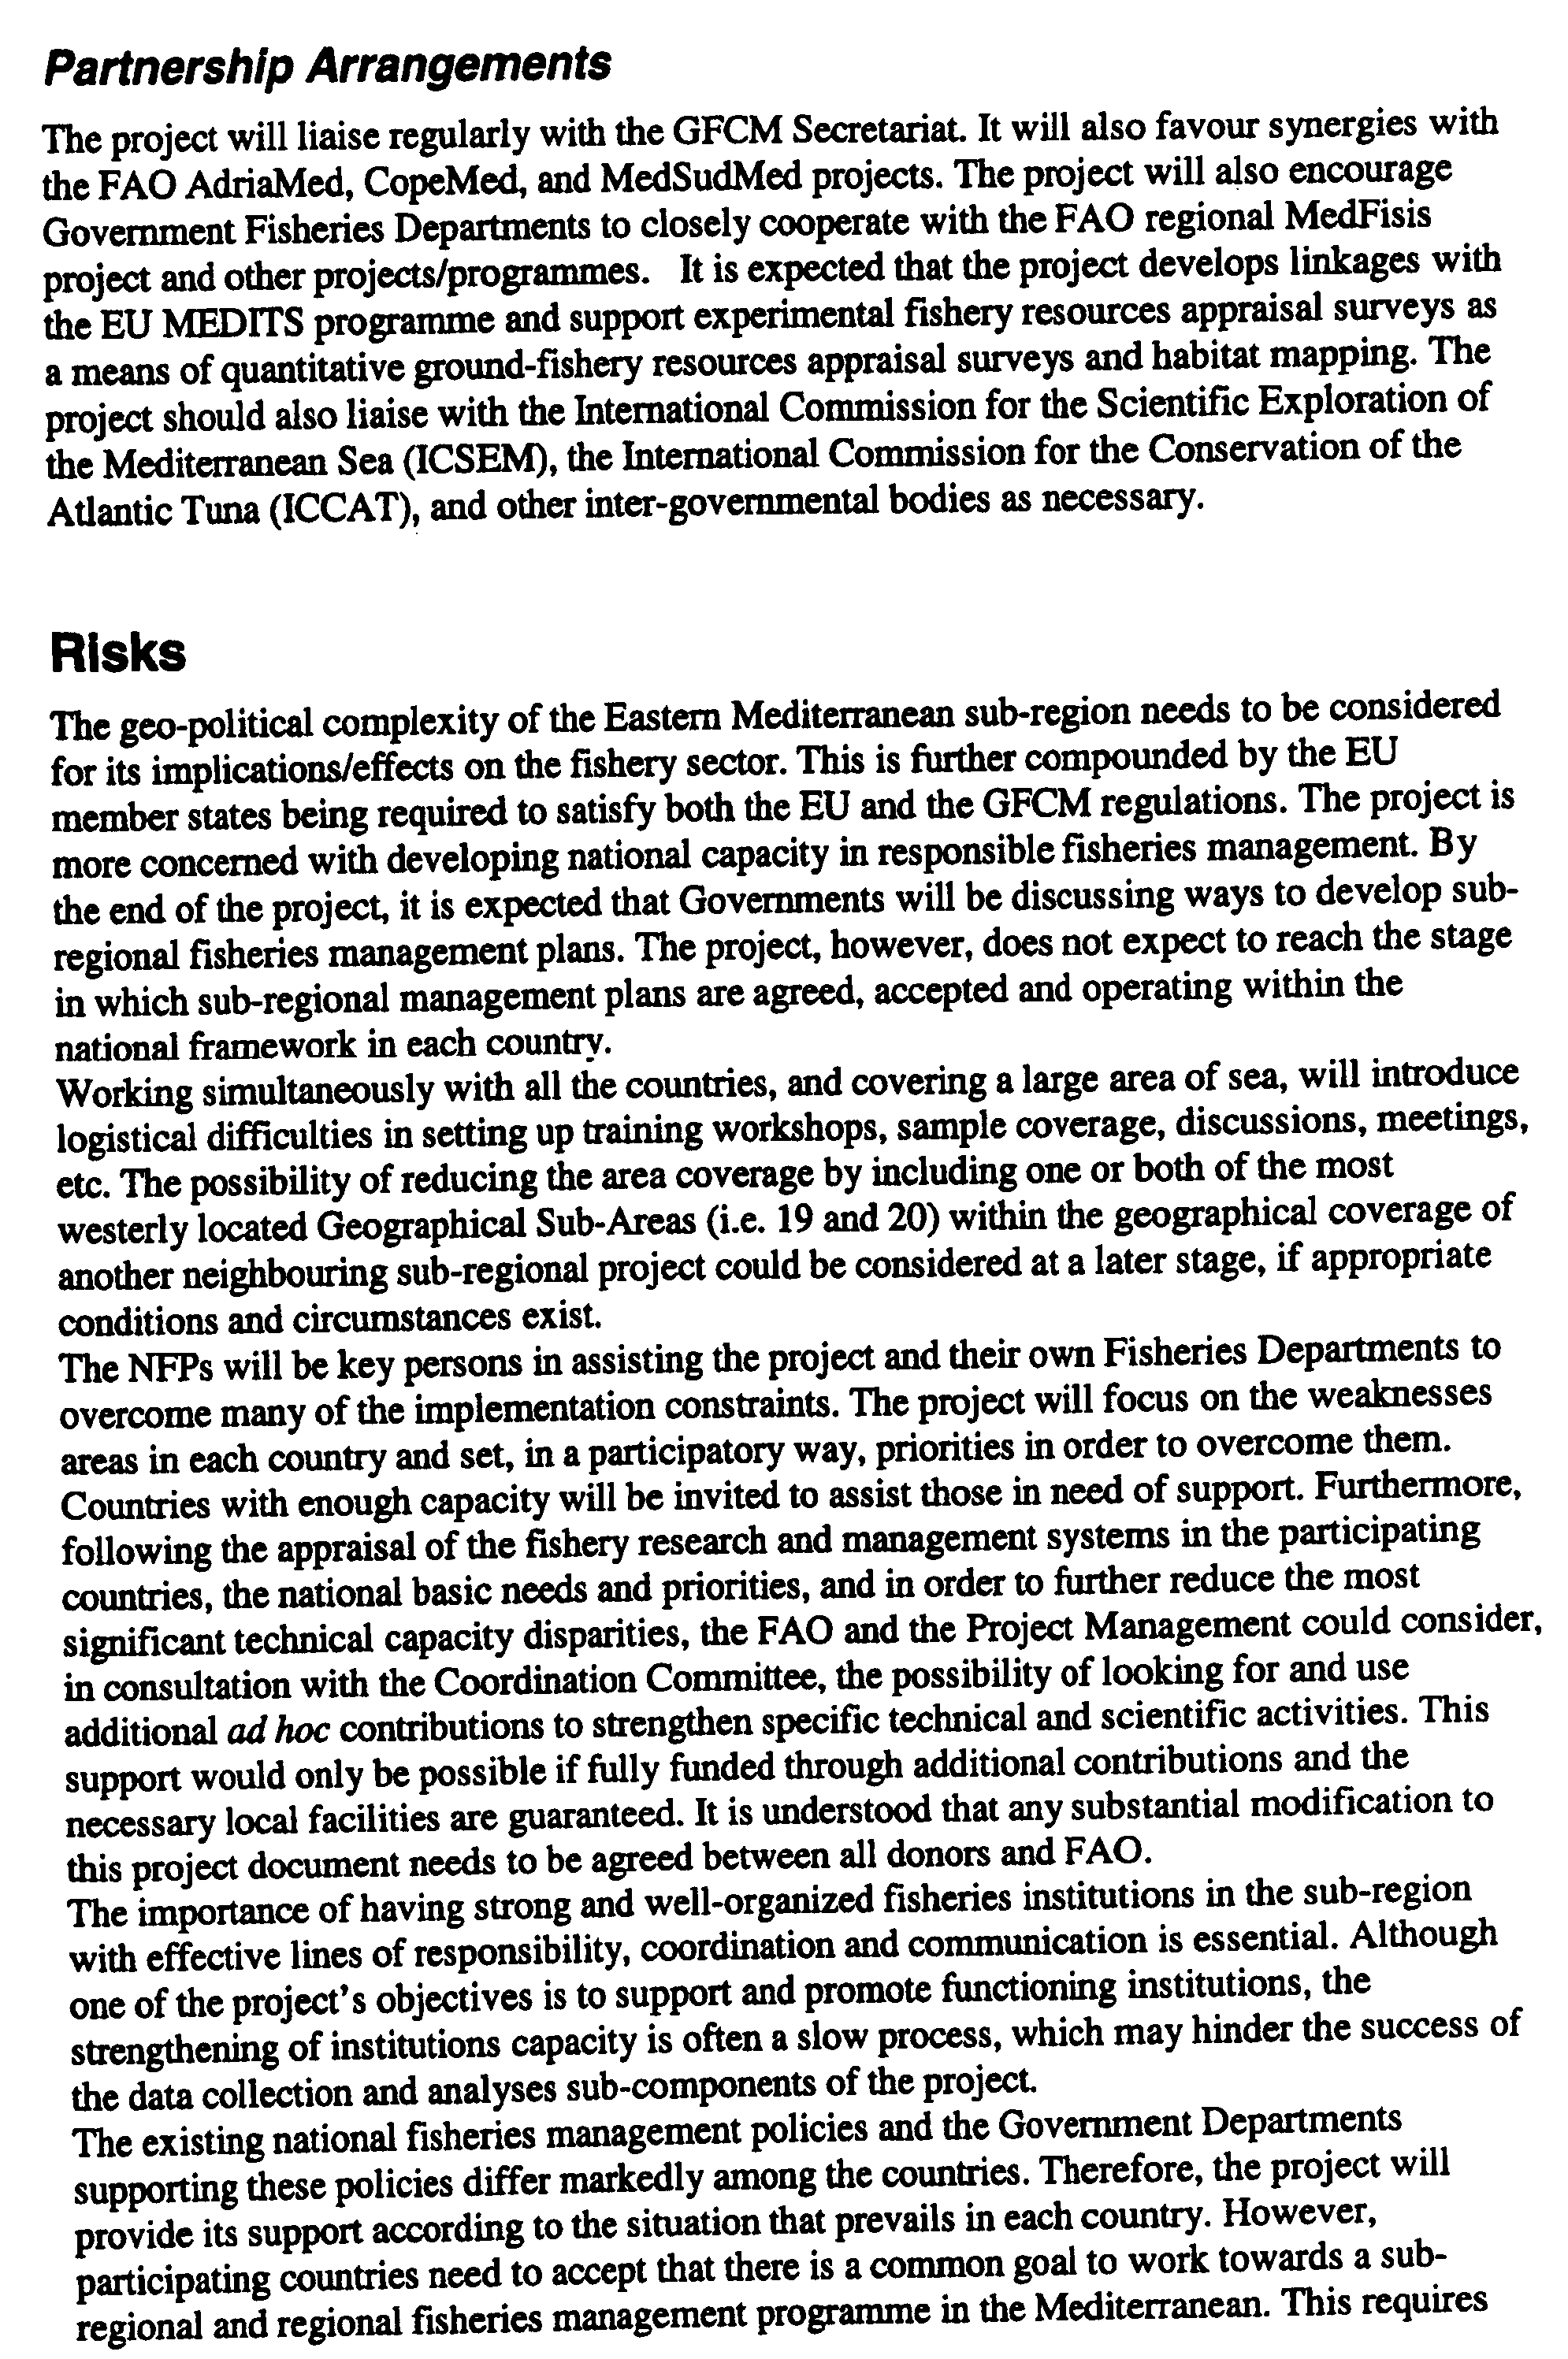 Partnership Arrangements
The project will liaise regularly with the GFCM Secretariat. It will also favour synergies with
the FAO AdriaMed, CopeMed, and MedSudMed projects. The project will also encourage
Government Fisheries Departments to closely cooperate with the FAO regional MedFisis
project and other projects/programmes.   It is expected that the project develops linkages with
the EU MEDITS programme and support experimental fishery resources appraisal surveys as
a means of quantitative ground-fishery resources appraisal surveys and habitat mapping. The
project should also liaise with the International Commission for the Scientific Exploration of
the Mediterranean Sea (ICSEM), the International Commission for the Conservation of the
Atlantic Tuna (ICCAT), and other inter-governmental bodies as necessary.
Risks
The geo-political complexity of the Eastern Mediterranean sub-region needs to be considered
for its implications/effects on the fishery sector. This is further compounded by the EU
member states being required to satisfy both the EU and the GFCM regulations. The project is
more concerned with developing national capacity in responsible fisheries management. By
the end of the project, it is expected that Governments will be discussing ways to develop sub-
regional fisheries management plans. The project, however, does not expect to reach the stage
in which sub-regional management plans are agreed, accepted and operating within the
national framework in each country.
Working simultaneously with all the countries, and covering a large area of sea, will introduce
logistical difficulties in setting up training workshops, sample coverage, discussions, meetings,
etc. The possibility of reducing the area coverage by including one or both of the most
westerly located Geographical Sub-Areas (i.e. 19 and 20) within the geographical coverage of
another neighbouring sub-regional project could be considered at a later stage, if appropriate
conditions and circumstances exist.
The NFPs will be key persons in assisting the project and their own Fisheries Departments to
overcome many of the implementation constraints. The project will focus on the weaknesses
areas in each country and set, in a participatory way, priorities in order to overcome them.
Countries with enough capacity will be invited to assist those in need of support. Furthermore,
following the appraisal of the fishery research and management systems in the participating
countries, the national basic needs and priorities, and in order to further reduce the most
significant technical capacity disparities, the FAO and the Project Management could consider,
in consultation with the Coordination Committee, the possibility of looking for and use
additional ad hoc contributions to strengthen specific technical and scientific activities. This
support would only be possible if fully funded through additional contributions and the
necessary local facilities are guaranteed. It is understood that any substantial modification to
this project document needs to be agreed between all donors and FAO.
The importance of having strong and well-organized fisheries institutions in the sub-region
with effective lines of responsibility, coordination and communication is essential. Although
one of the project's objectives is to support and promote functioning institutions, the
strengthening of institutions capacity is often a slow process, which may hinder the success of
the data collection and analyses sub-components of the project.
The existing national fisheries management policies and the Government Departments
supporting these policies differ markedly among the countries. Therefore, the project will
provide its support according to the situation that prevails in each country. However,
participating countries need to accept that there is a common goal to work towards a sub-
regional and regional fisheries management programme in the Mediterranean. This requires